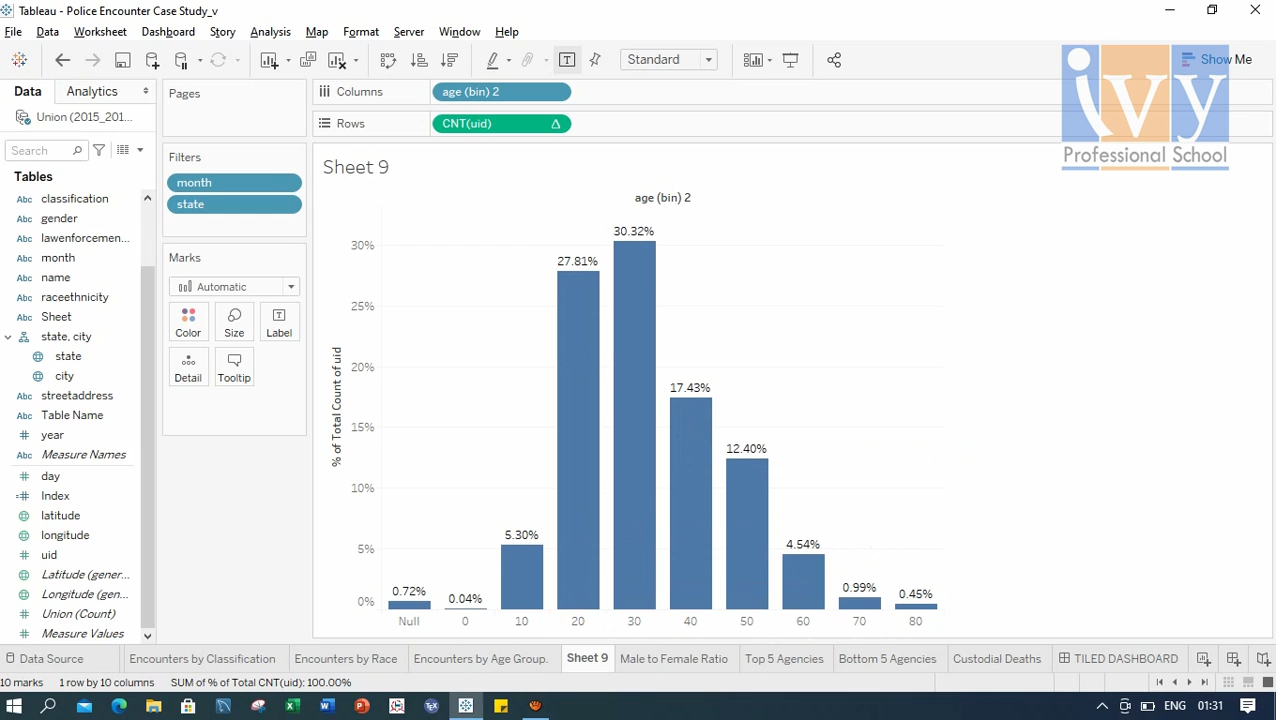 Tableau - Police Encounter Case Study_v
File Data Worksheet Dashboard Story Analysis Map Format Server Window Help
Standard
Show Me
ivy
Professional School
Data Analytics
Union (2015_201...
Search
Tables
classification
gender
lawenforcemen...
month
name
raceethnicity
Sheet
state, city
state
city
streetaddress
Table Name
year
Measure Names
day
Index
latitude
longitude
uid
Latitude (gener...
Longitude (gen...
Union (Count)
Measure Values
Pages
Filters
month
state
Marks
Automatic
Color Size Label
Detail Tooltip
Columns age (bin) 2
Rows CNT(uid)
Sheet 9
age (bin) 2
% of Total Count of uid
30%
25%
20%
15%
10%
5%
0%
0.72% 0.04% 5.30% 27.81% 30.32% 17.43% 12.40% 4.54% 0.99% 0.45%
Null 0 10 20 30 40 50 60 70 80
Data Source Encounters by Classification Encounters by Race Encounters by Age Group. Sheet 9 Male to Female Ratio Top 5 Agencies Bottom 5 Agencies Custodial Deaths TILED DASHBOARD
10 marks 1 row by 10 columns SUM of % of Total CNT(uid): 100.00%
ENG 01:31